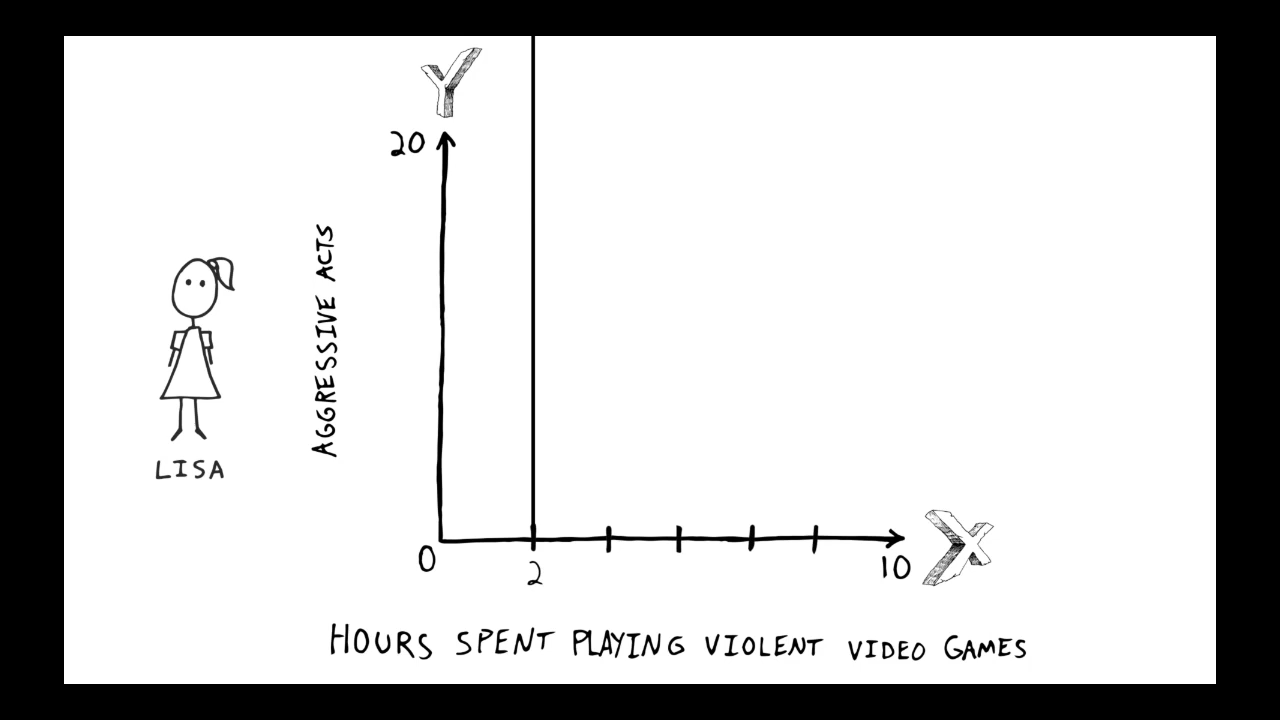 Y
20
AGGRESSIVE ACTS
LISA
0
2
10
X
HOURS SPENT PLAYING VIOLENT VIDEO GAMES